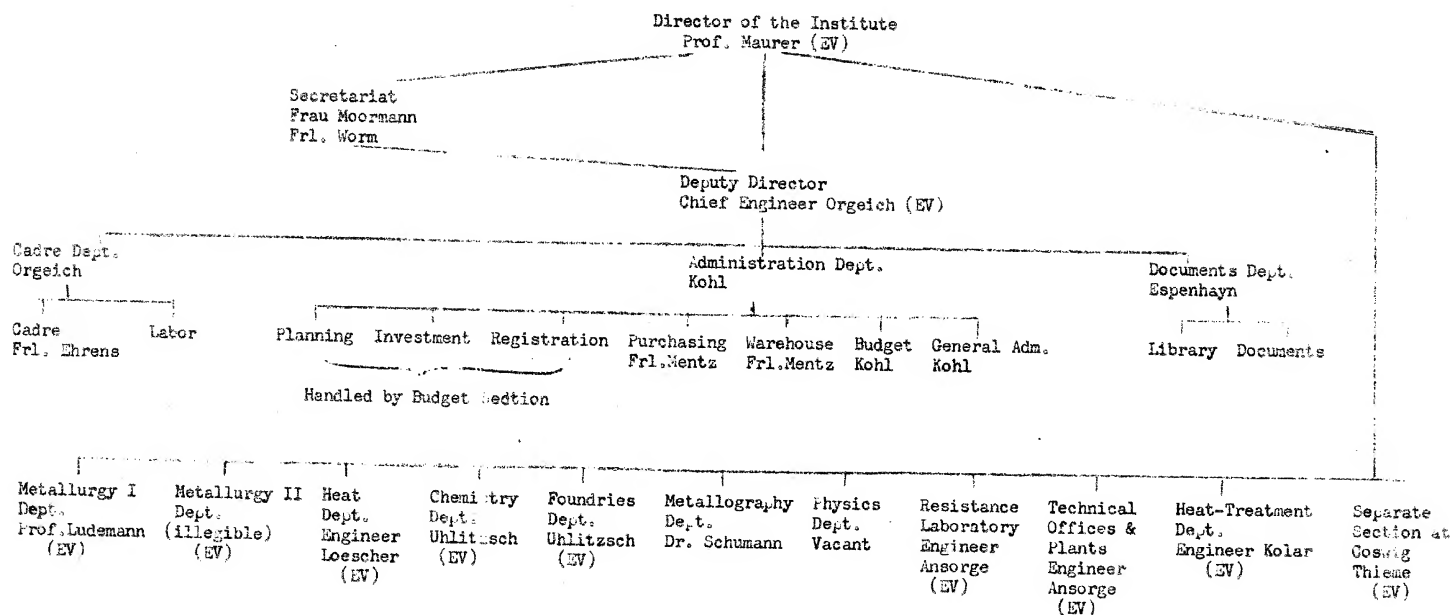 Director of the Institute
Prof. Maurer (EV)
Secretariat
Frau Moormann
Frl. Worm
Deputy Director
Chief Engineer Orgeich (EV)
Cadre Dept.
Orgeich
Administration Dept.
Kohl
Documents Dept.
Espenhayn
Cadre
Frl. Ehrens
Labor
Planning
Investment
Registration
Purchasing
Frl.Mentz
Warehouse
Frl.Mentz
Budget
Kohl
General Adm.
Kohl
Library
Documents
Handled by Budget Sedtion
Metallurgy I
Dept.
Prof.Ludemann
(EV)
Metallurgy II
Dept.
(illegible)
(EV)
Heat
Dept.
Engineer
Loescher
(EV)
Chemistry
Dept.
Uhlitzsch
(EV)
Foundries
Dept.
Uhlitzsch
(EV)
Metallography
Dept.
Dr. Schumann
Physics
Dept.
Vacant
Resistance
Laboratory
Engineer
Ansorge
(EV)
Technical
Offices &
Plants
Engineer
Ansorge
(EV)
Heat-Treatment
Dept.
Engineer Kolar
(EV)
Separate
Section at
Coswig
Thieme
(EV)